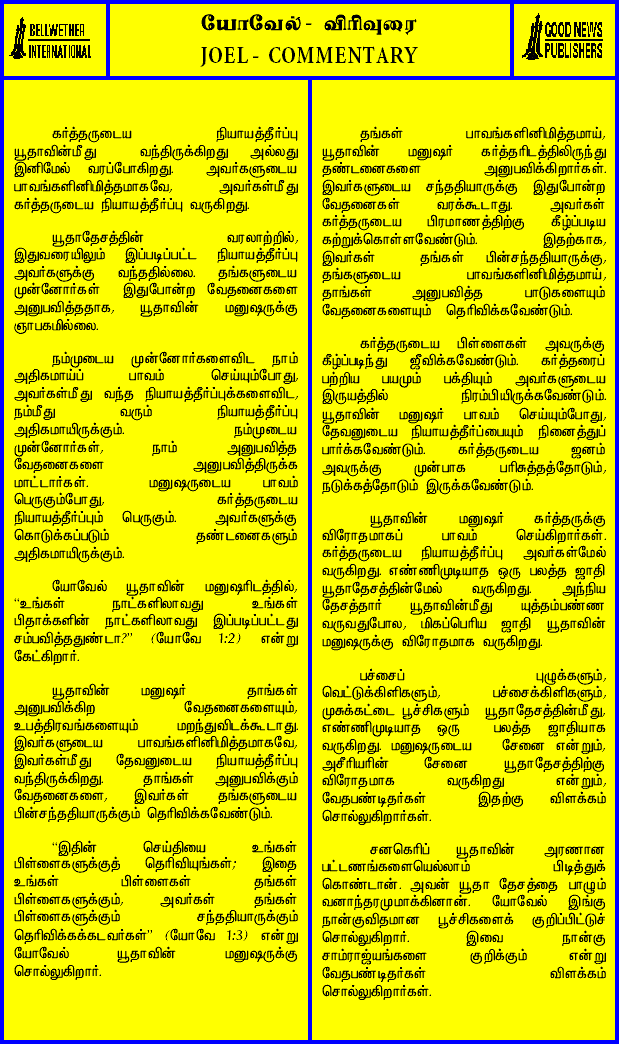 BELLWETHER
INTERNATIONAL
யோவேல் - விரிவுரை
JOEL - COMMENTARY
GOOD NEWS
PUBLISHERS
கர்த்தருடைய நியாயத்தீர்ப்பு
யூதாவின்மீது வந்திருக்கிறது அல்லது
இனிமேல் வரப்போகிறது. அவர்களுடைய
பாவங்களினிமித்தமாகவே, அவர்கள்மீது
கர்த்தருடைய நியாயத்தீர்ப்பு வருகிறது.
யூதாதேசத்தின் வரலாற்றில்,
இதுவரையிலும் இப்படிப்பட்ட நியாயத்தீர்ப்பு
அவர்களுக்கு வந்ததில்லை. தங்களுடைய
முன்னோர்கள் இதுபோன்ற வேதனைகளை
அனுபவித்ததாக, யூதாவின் மனுஷருக்கு
ஞாபகமில்லை.
நம்முடைய முன்னோர்களைவிட நாம்
அதிகமாய்ப் பாவம் செய்யும்போது,
அவர்கள்மீது வந்த நியாயத்தீர்ப்புக்களைவிட,
நம்மீது வரும் நியாயத்தீர்ப்பு
அதிகமாயிருக்கும். நம்முடைய
முன்னோர்கள், நாம் அனுபவித்த
வேதனைகளை அனுபவித்திருக்க
மாட்டார்கள். மனுஷருடைய பாவம்
பெருகும்போது, கர்த்தருடைய
நியாயத்தீர்ப்பும் பெருகும். அவர்களுக்கு
கொடுக்கப்படும் தண்டனைகளும்
அதிகமாயிருக்கும்.
யோவேல் யூதாவின் மனுஷரிடத்தில்,
“உங்கள் நாட்களிலாவது உங்கள்
பிதாக்களின் நாட்களிலாவது இப்படிப்பட்டது
சம்பவித்ததுண்டா?” (யோவே 1:2) என்று
கேட்கிறார்.
யூதாவின் மனுஷர் தாங்கள்
அனுபவிக்கிற வேதனைகளையும்,
உபத்திரவங்களையும் மறந்துவிடக்கூடாது.
இவர்களுடைய பாவங்களினிமித்தமாகவே,
இவர்கள்மீது தேவனுடைய நியாயத்தீர்ப்பு
வந்திருக்கிறது. தாங்கள் அனுபவிக்கும்
வேதனைகளை, இவர்கள் தங்களுடைய
பின்சந்ததியாருக்கும் தெரிவிக்கவேண்டும்.
“இதின் செய்தியை உங்கள்
பிள்ளைகளுக்குத் தெரிவியுங்கள்; இதை
உங்கள் பிள்ளைகள் தங்கள்
பிள்ளைகளுக்கும், அவர்கள் தங்கள்
பிள்ளைகளுக்கும் சந்ததியாருக்கும்
தெரிவிக்கக்கடவர்கள்” (யோவே 1:3) என்று
யோவேல் யூதாவின் மனுஷருக்கு
சொல்லுகிறார்.
தங்கள் பாவங்களினிமித்தமாய்,
யூதாவின் மனுஷர் கர்த்தரிடத்திலிருந்து
தண்டனைகளை அனுபவிக்கிறார்கள்.
இவர்களுடைய சந்ததியாருக்கு இதுபோன்ற
வேதனைகள் வரக்கூடாது. அவர்கள்
கர்த்தருடைய பிரமாணத்திற்கு கீழ்ப்படிய
கற்றுக்கொள்ளவேண்டும். இதற்காக,
இவர்கள் தங்கள் பின்சந்ததியாருக்கு,
தங்களுடைய பாவங்களினிமித்தமாய்,
தாங்கள் அனுபவித்த பாடுகளையும்
வேதனைகளையும் தெரிவிக்கவேண்டும்.
கர்த்தருடைய பிள்ளைகள் அவருக்கு
கீழ்ப்படிந்து ஜீவிக்கவேண்டும். கர்த்தரைப்
பற்றிய பயமும் பக்தியும் அவர்களுடைய
இருயத்தில் நிரம்பியிருக்கவேண்டும்.
யூதாவின் மனுஷர் பாவம் செய்யும்போது,
தேவனுடைய நியாயத்தீர்ப்பையும் நினைத்துப்
பார்க்கவேண்டும். கர்த்தருடைய ஜனம்
அவருக்கு முன்பாக பரிசுத்தத்தோடும்,
நடுக்கத்தோடும் இருக்கவேண்டும்.
யூதாவின் மனுஷர் கர்த்தருக்கு
விரோதமாகப் பாவம் செய்கிறார்கள்.
கர்த்தருடைய நியாயத்தீர்ப்பு அவர்கள்மேல்
வருகிறது. எண்ணிமுடியாத ஒரு பலத்த ஜாதி
யூதாதேசத்தின்மேல் வருகிறது. அந்நிய
தேசத்தார் யூதாவின்மீது யுத்தம்பண்ண
வருவதுபோல, மிகப்பெரிய ஜாதி யூதாவின்
மனுஷருக்கு விரோதமாக வருகிறது.
பச்சைப் புழுக்களும்,
வெட்டுக்கிளிகளும், பச்சைக்கிளிகளும்,
முசுக்கட்டை பூச்சிகளும் யூதாதேசத்தின்மீது,
எண்ணிமுடியாத ஒரு பலத்த ஜாதியாக
வருகிறது. மனுஷருடைய சேனை என்றும்,
அசீரியரின் சேனை யூதாதேசத்திற்கு
விரோதமாக வருகிறது என்றும்,
வேதபண்டிதர்கள் இதற்கு விளக்கம்
சொல்லுகிறார்கள்.
சனகெரிப் யூதாவின் அரணான
பட்டணங்களையெல்லாம் பிடித்துக்
கொண்டான். அவன் யூதா தேசத்தை பாழும்
வனாந்தரமுமாக்கினான். யோவேல் இங்கு
நான்குவிதமான பூச்சிகளைக் குறிப்பிட்டுச்
சொல்லுகிறார். இவை நான்கு
சாம்ராஜ்யங்களை குறிக்கும் என்று
வேதபண்டிதர்கள் விளக்கம்
சொல்லுகிறார்கள்.